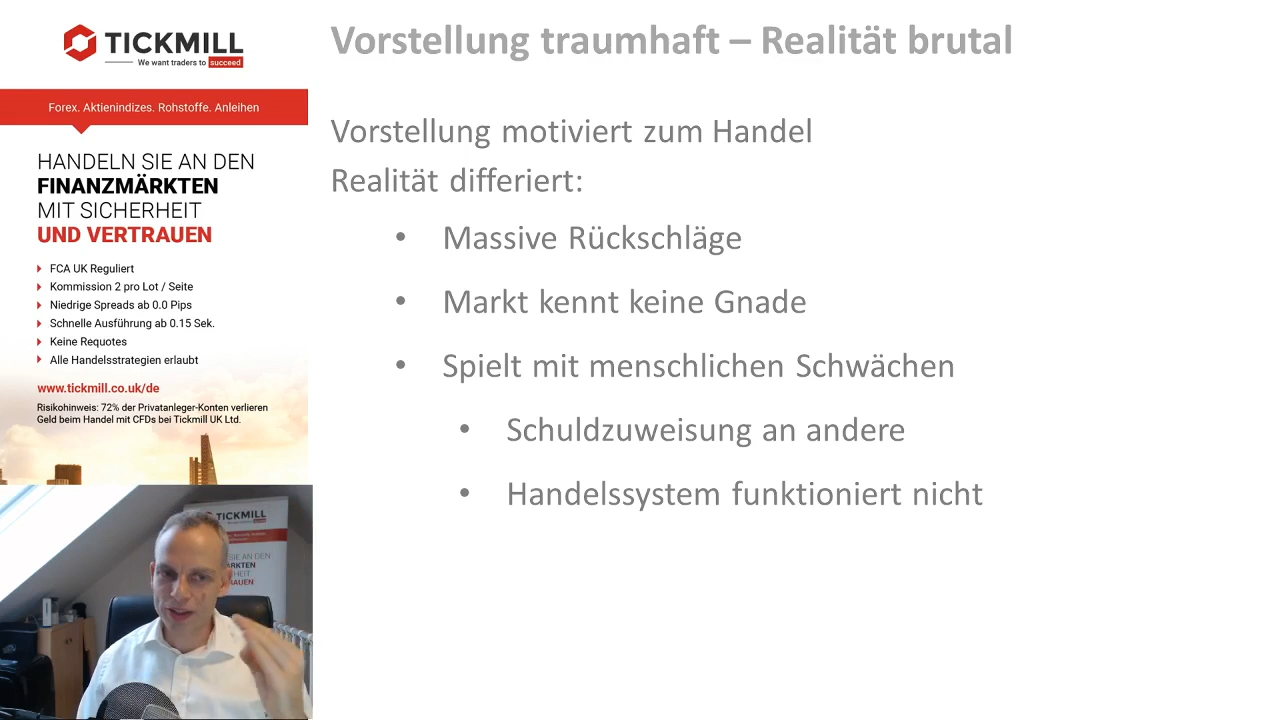 TICKMILL
We want traders to succeed
Forex. Aktienindizes. Rohstoffe. Anleihen
HANDELN SIE AN DEN
FINANZMÄRKTEN
MIT SICHERHEIT
UND VERTRAUEN
FCA UK Reguliert
Kommission 2 pro Lot / Seite
Niedrige Spreads ab 0.0 Pips
Schnelle Ausführung ab 0.15 Sek.
Keine Requotes
Alle Handelsstrategien erlaubt
www.tickmill.co.uk/de
Risikohinweis: 72% der Privatanleger-Konten verlieren
Geld beim Handel mit CFDs bei Tickmill UK Ltd.
Vorstellung traumhaft – Realität brutal
Vorstellung motiviert zum Handel
Realität differiert:
• Massive Rückschläge
• Markt kennt keine Gnade
• Spielt mit menschlichen Schwächen
• Schuldzuweisung an andere
• Handelssystem funktioniert nicht
TICKMILL